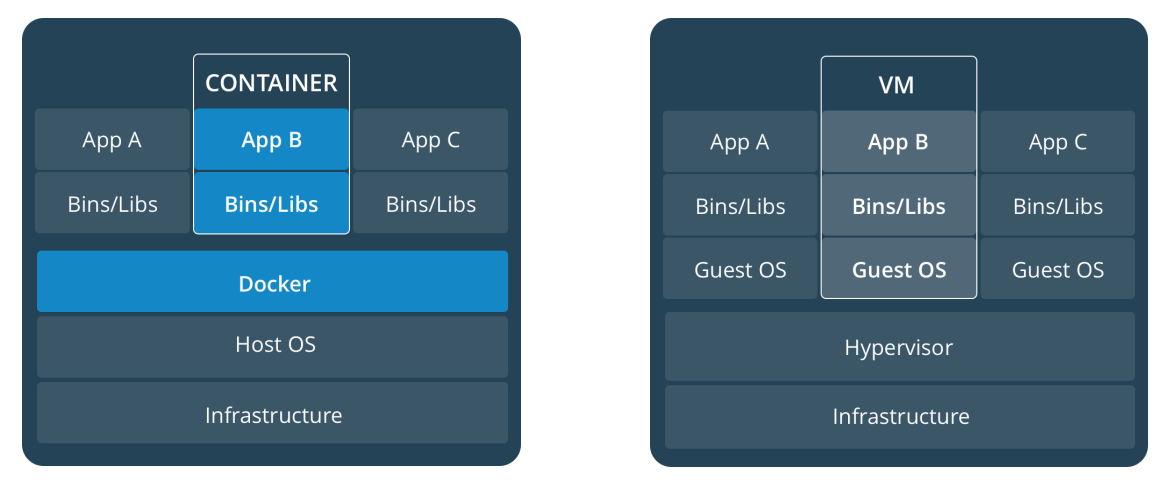 CONTAINER
App A
App B
App C
Bins/Libs
Bins/Libs
Bins/Libs
Docker
Host OS
Infrastructure
VM
App A
App B
App C
Bins/Libs
Bins/Libs
Bins/Libs
Guest OS
Guest OS
Guest OS
Hypervisor
Infrastructure